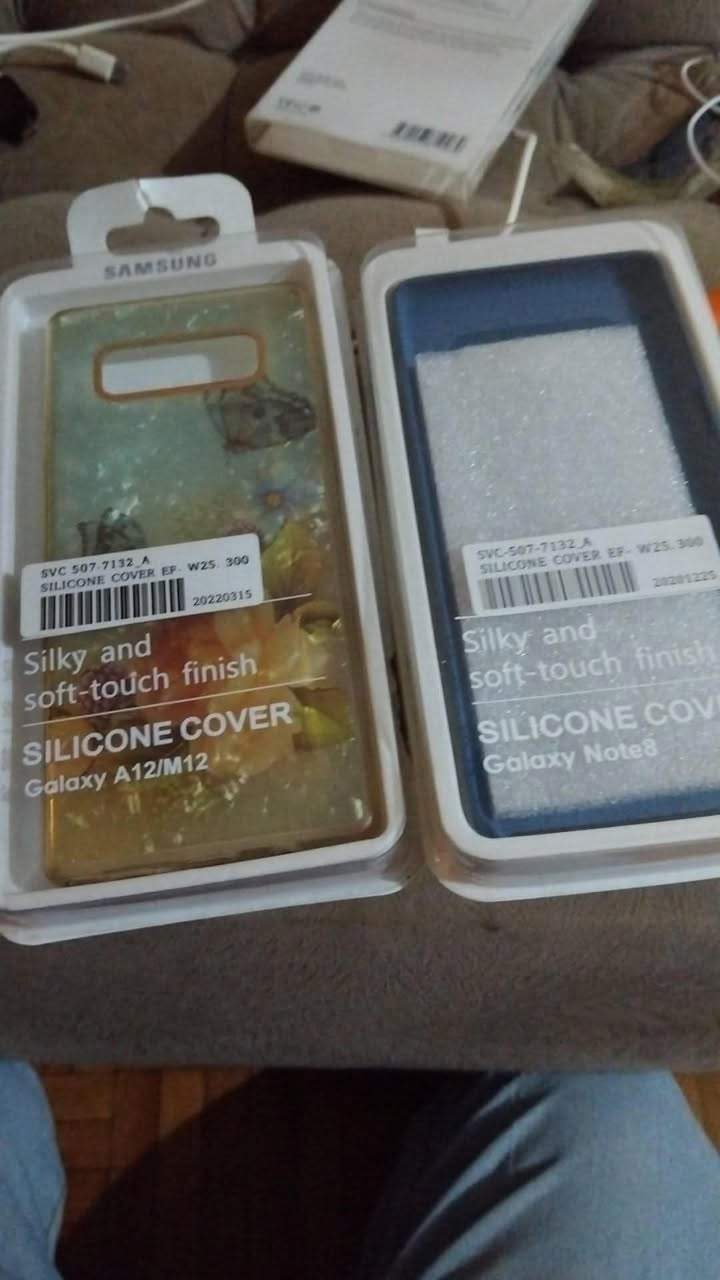 SAMSUNG
SVC 507-7132_A
SILICONE COVER EF- W25. 300
20220315
Silky and
soft-touch finish
SILICONE COVER
Galaxy A12/M12
SVC-507-7132_A
SILICONE COVER EF- W25. 300
20201225
Silky and
soft-touch finish
SILICONE COV
Galaxy Note8